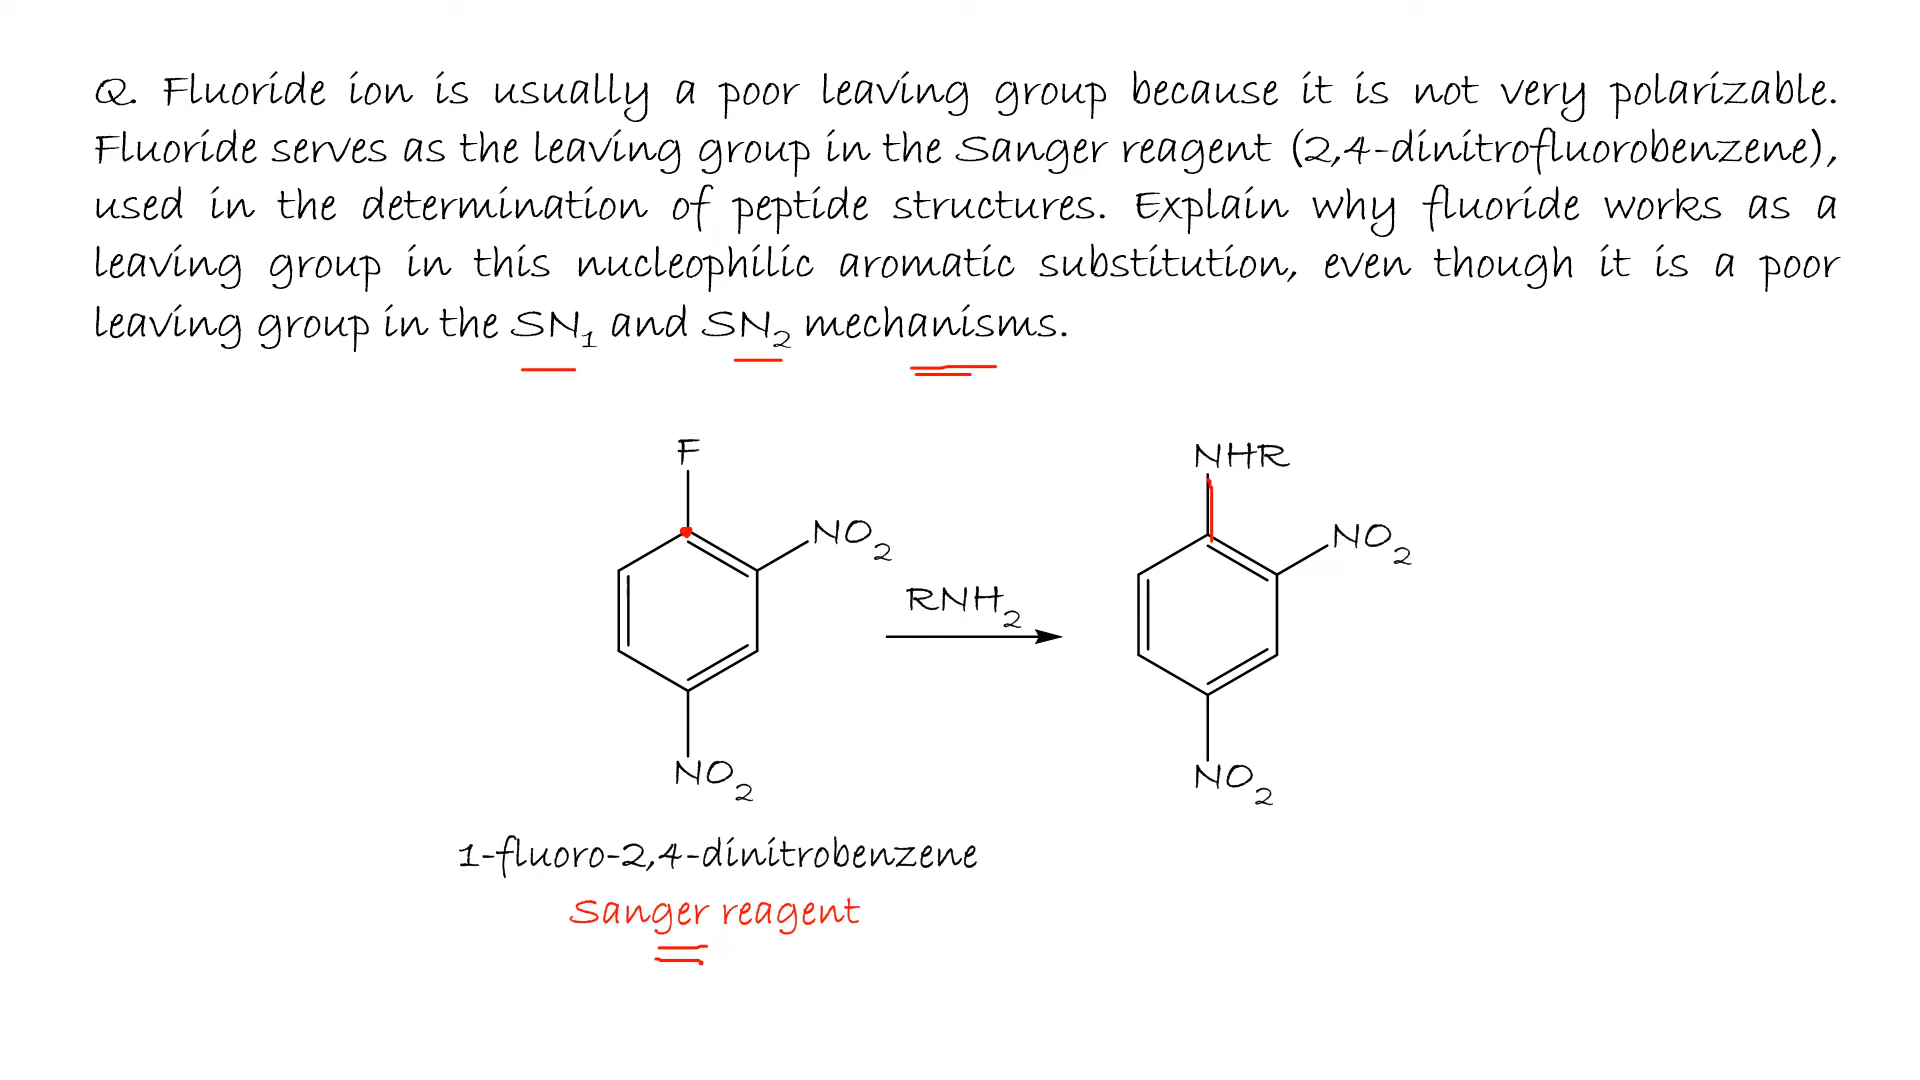 Q. Fluoride ion is usually a poor leaving group because it is not very polarizable.
Fluoride serves as the leaving group in the Sanger reagent (2,4-dinitrofluorobenzene),
used in the determination of peptide structures. Explain why fluoride works as a
leaving group in this nucleophilic aromatic substitution, even though it is a poor
leaving group in the SN₁ and SN₂ mechanisms.
F
NHR
NO₂
NO₂
RNH₂
NO₂
NO₂
1-fluoro-2,4-dinitrobenzene
Sanger reagent